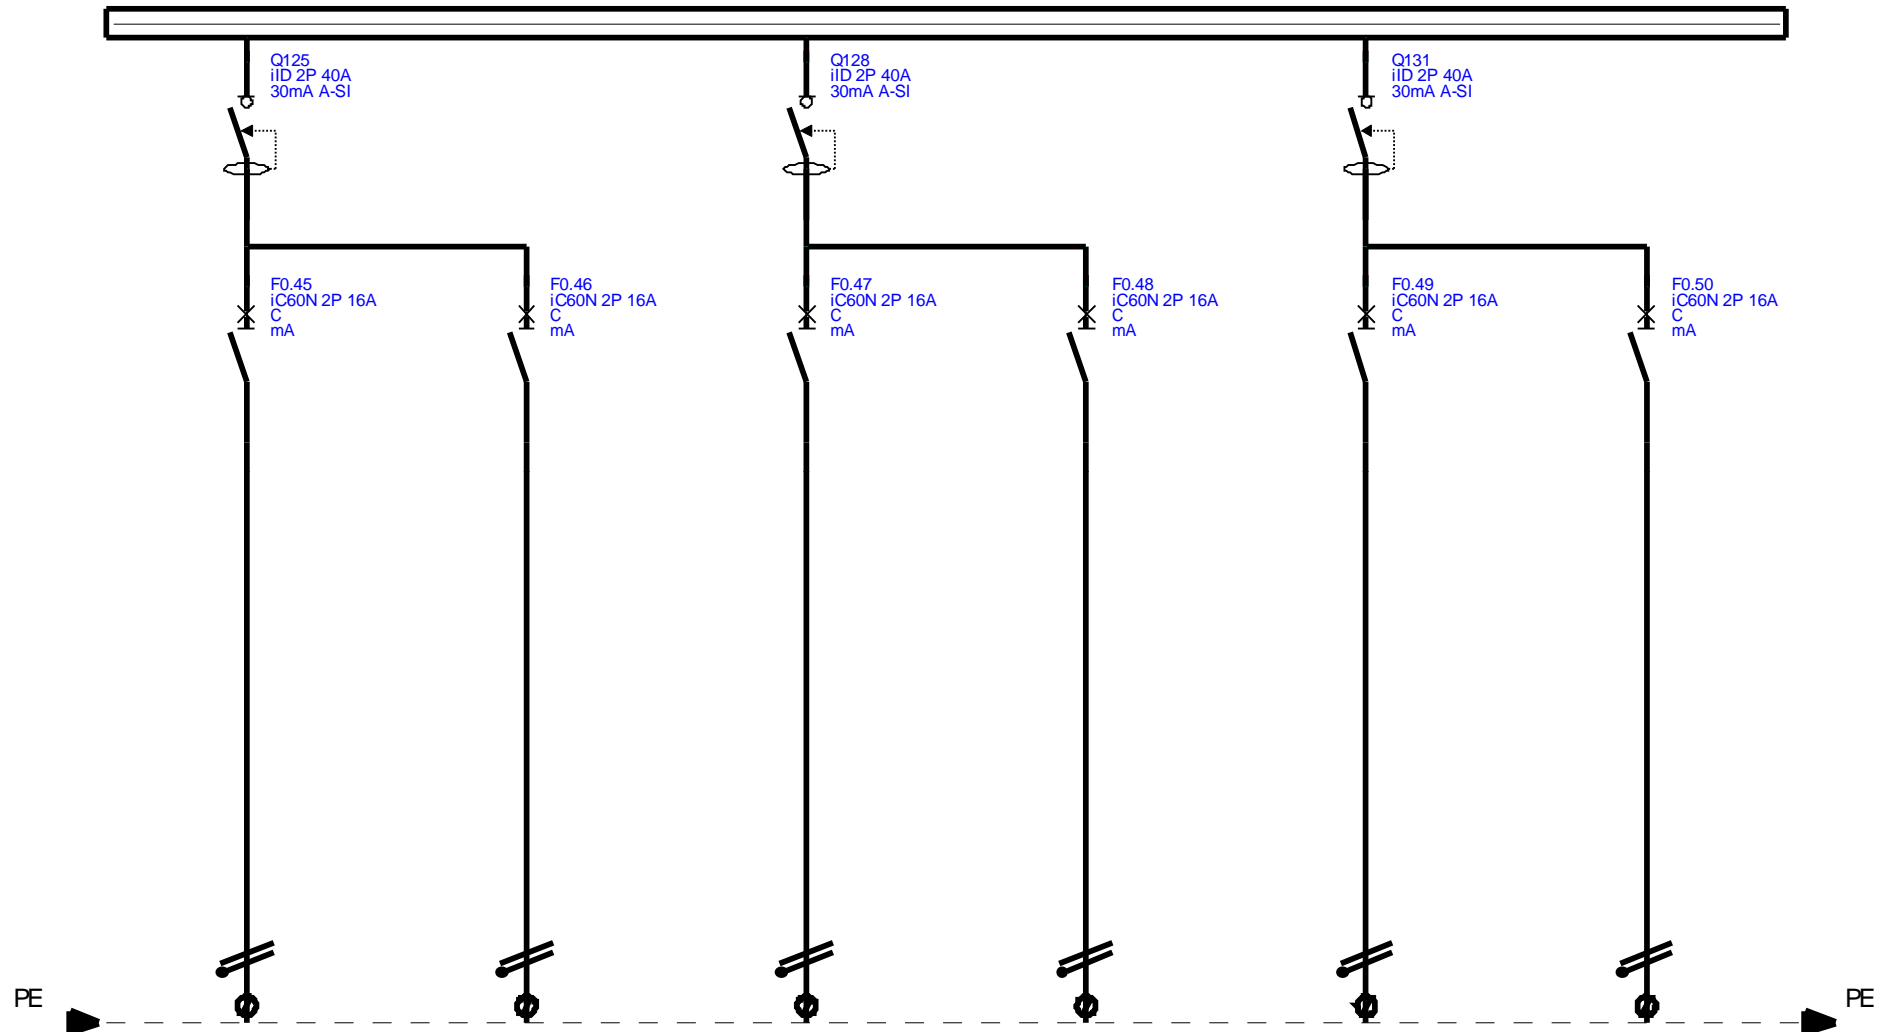 Q125
iID 2P 40A
30mA A-SI
Q128
iID 2P 40A
30mA A-SI
Q131
iID 2P 40A
30mA A-SI
F0.45
iC60N 2P 16A
C
mA
F0.46
iC60N 2P 16A
C
mA
F0.47
iC60N 2P 16A
C
mA
F0.48
iC60N 2P 16A
C
mA
F0.49
iC60N 2P 16A
C
mA
F0.50
iC60N 2P 16A
C
mA
PE
PE